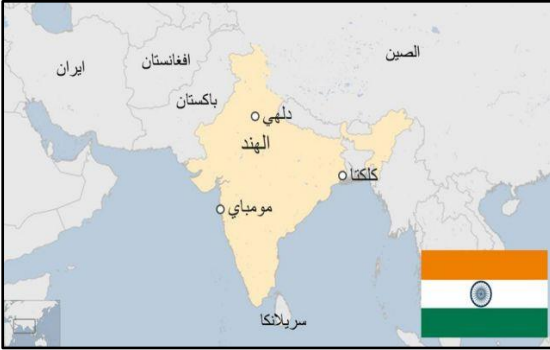 الصين
افغانستان
ايران
باكستان
دلهي
الهند
كلكتا
مومباي
سريلانكا